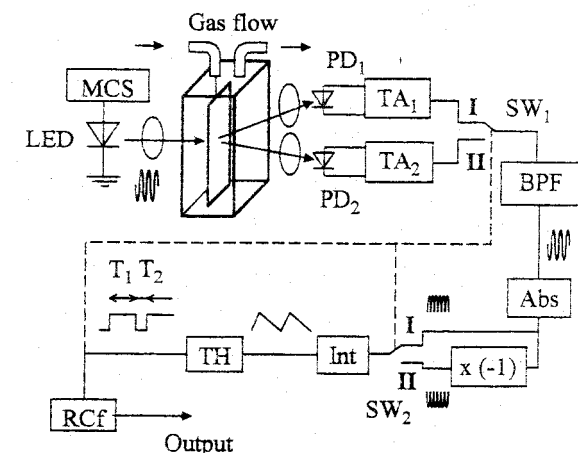 Gas flow
MCS
LED
PD1
TA1
I
SW1
II
TA2
PD2
BPF
Abs
T1 T2
TH
Int
I
II
x (-1)
SW2
RCf
Output